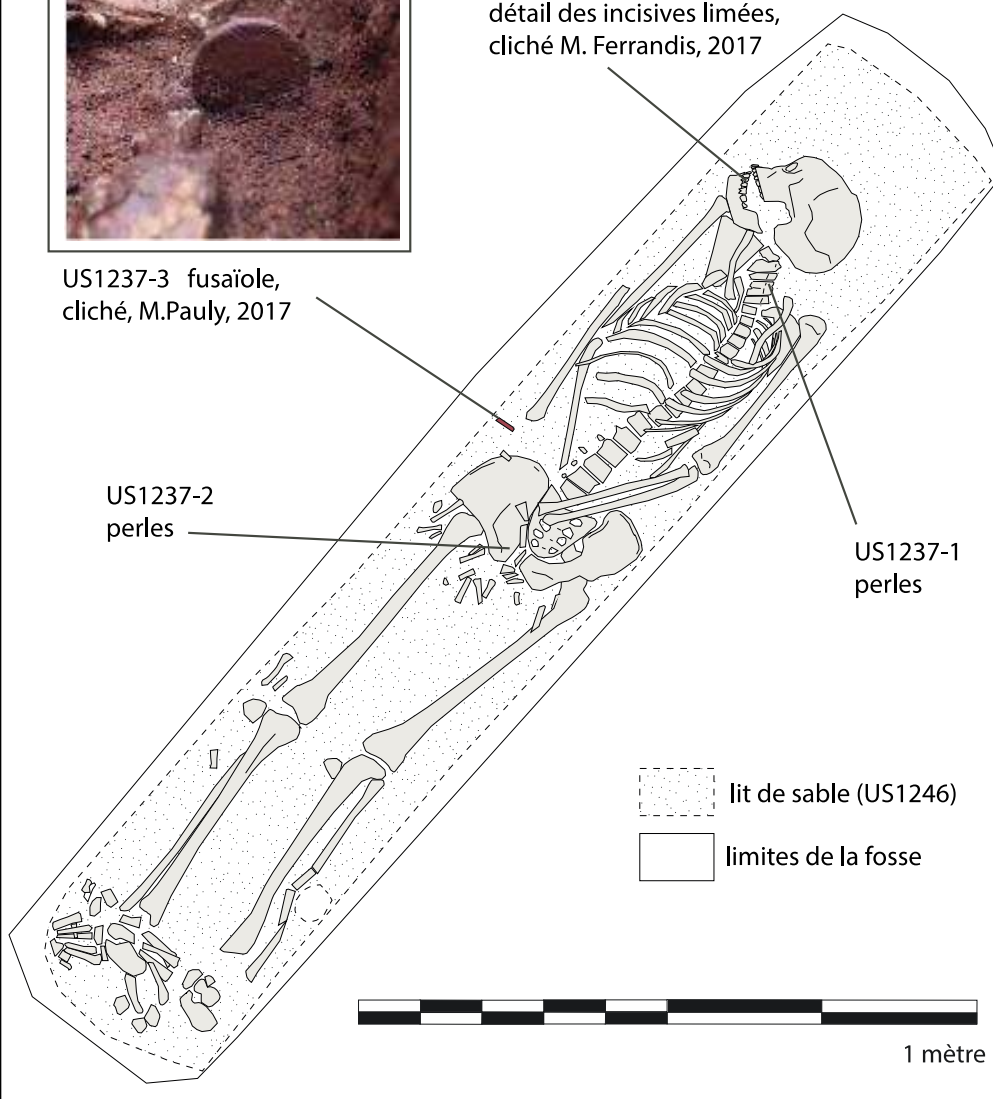 détail des incisives limées,
cliché M. Ferrandis, 2017
US1237-3 fusaïole,
cliché, M.Pauly, 2017
US1237-2
perles
US1237-1
perles
lit de sable (US1246)
limites de la fosse
1 mètre